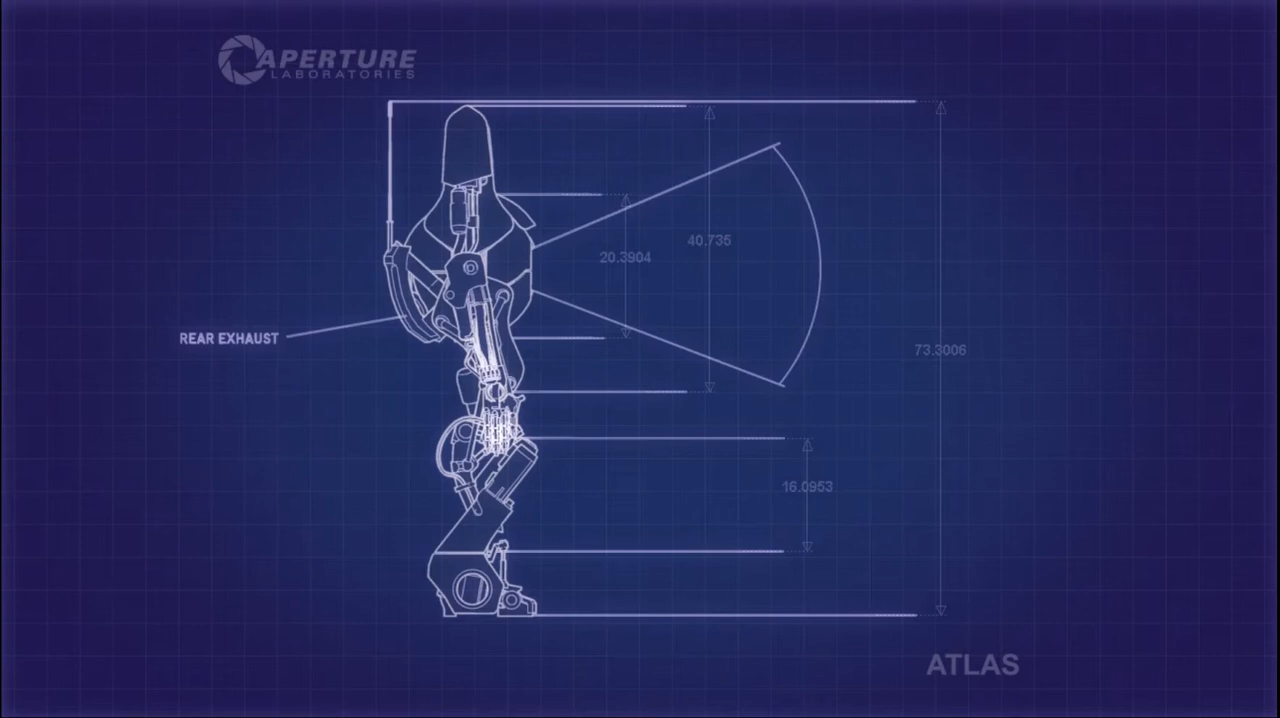 APERTURE
LABORATORIES
40.735
20.3904
REAR EXHAUST
73.3006
16.0953
ATLAS